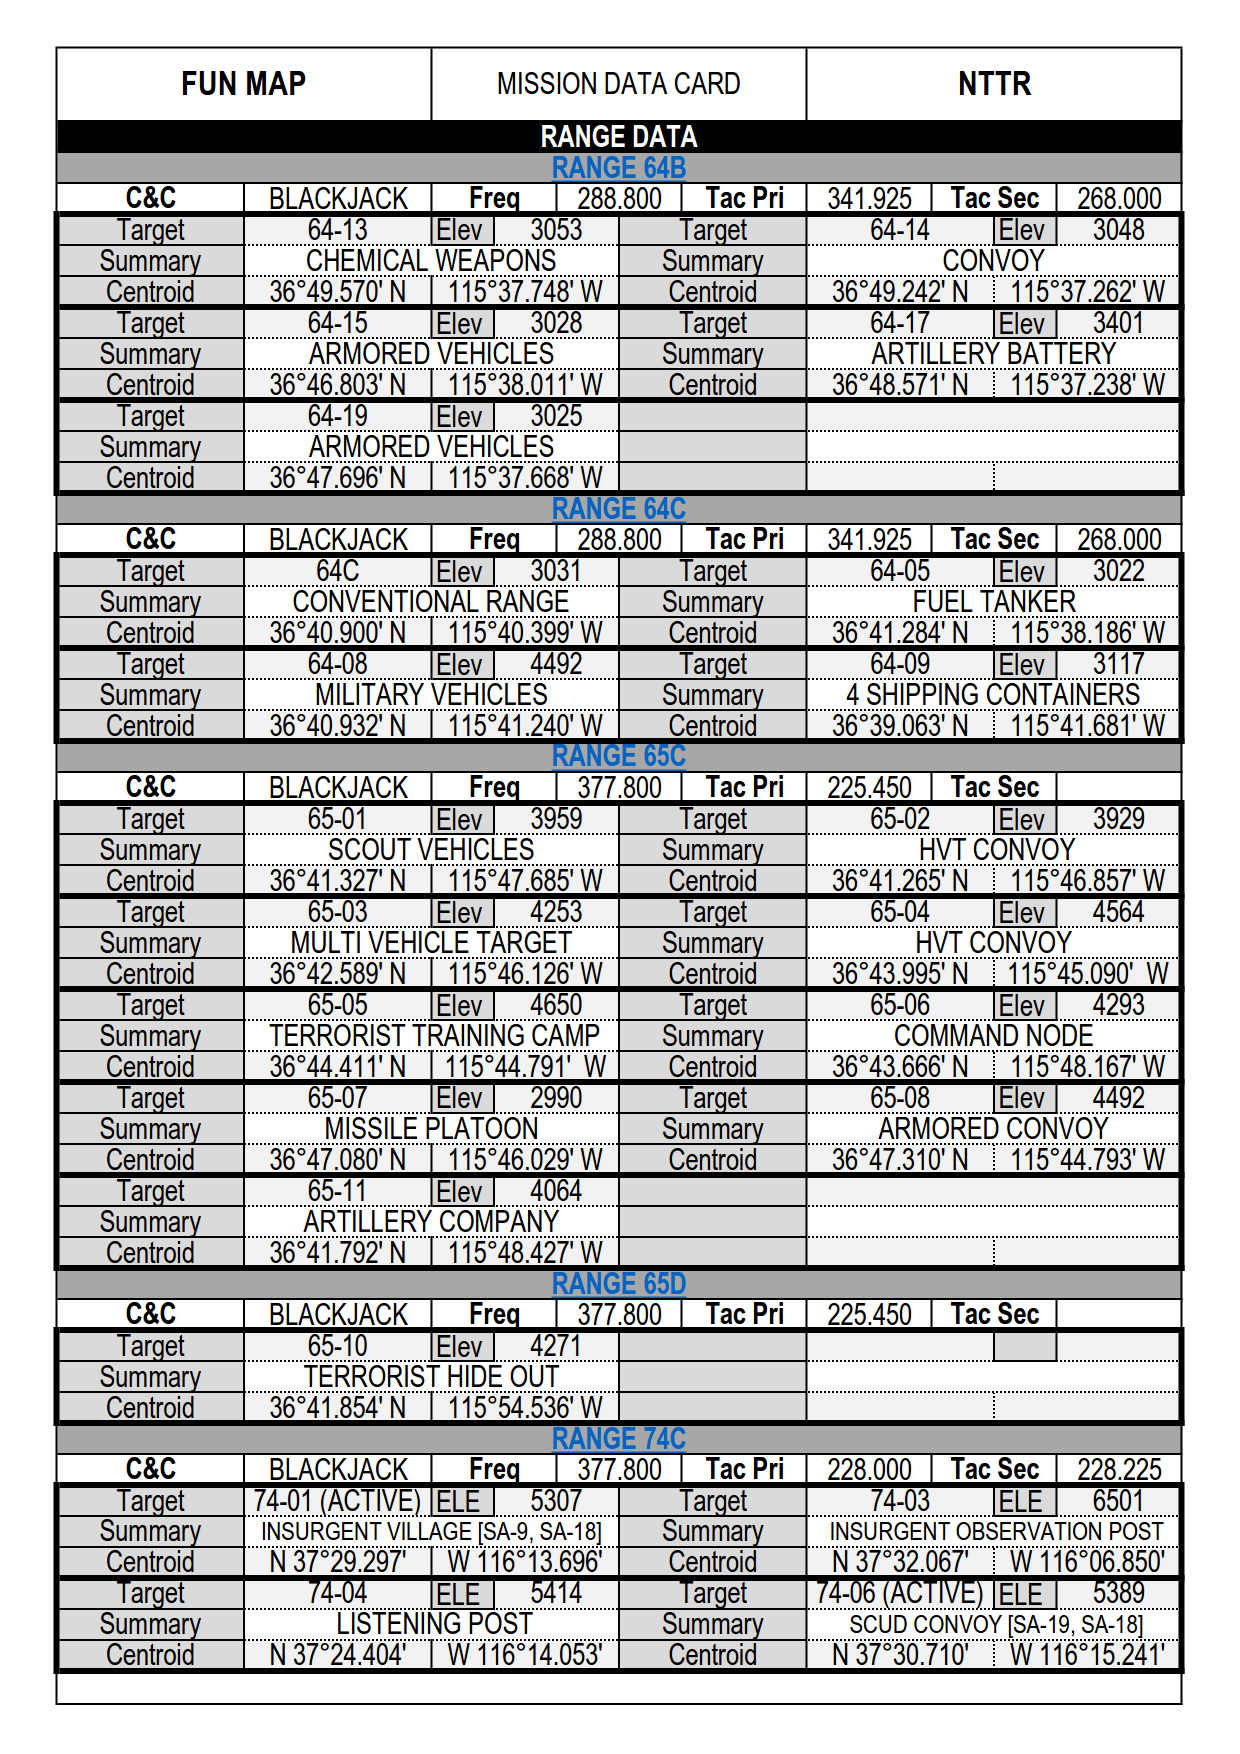 FUN MAP MISSION DATA CARD NTTR
RANGE DATA
RANGE 64B
C&C BLACKJACK Freq 288.800 Tac Pri 341.925 Tac Sec 268.000
Target 64-13 Elev 3053 Target 64-14 Elev 3048
Summary CHEMICAL WEAPONS Summary CONVOY
Centroid 36°49.570' N 115°37.748' W Centroid 36°49.242' N 115°37.262' W
Target 64-15 Elev 3028 Target 64-17 Elev 3401
Summary ARMORED VEHICLES Summary ARTILLERY BATTERY
Centroid 36°46.803' N 115°38.011' W Centroid 36°48.571' N 115°37.238' W
Target 64-19 Elev 3025
Summary ARMORED VEHICLES
Centroid 36°47.696' N 115°37.668' W
RANGE 64C
C&C BLACKJACK Freq 288.800 Tac Pri 341.925 Tac Sec 268.000
Target 64C Elev 3031 Target 64-05 Elev 3022
Summary CONVENTIONAL RANGE Summary FUEL TANKER
Centroid 36°40.900' N 115°40.399' W Centroid 36°41.284' N 115°38.186' W
Target 64-08 Elev 4492 Target 64-09 Elev 3117
Summary MILITARY VEHICLES Summary 4 SHIPPING CONTAINERS
Centroid 36°40.932' N 115°41.240' W Centroid 36°39.063' N 115°41.681' W
RANGE 65C
C&C BLACKJACK Freq 377.800 Tac Pri 225.450 Tac Sec
Target 65-01 Elev 3959 Target 65-02 Elev 3929
Summary SCOUT VEHICLES Summary HVT CONVOY
Centroid 36°41.327' N 115°47.685' W Centroid 36°41.265' N 115°46.857' W
Target 65-03 Elev 4253 Target 65-04 Elev 4564
Summary MULTI VEHICLE TARGET Summary HVT CONVOY
Centroid 36°42.589' N 115°46.126' W Centroid 36°43.995' N 115°45.090' W
Target 65-05 Elev 4650 Target 65-06 Elev 4293
Summary TERRORIST TRAINING CAMP Summary COMMAND NODE
Centroid 36°44.411' N 115°44.791' W Centroid 36°43.666' N 115°48.167' W
Target 65-07 Elev 2990 Target 65-08 Elev 4492
Summary MISSILE PLATOON Summary ARMORED CONVOY
Centroid 36°47.080' N 115°46.029' W Centroid 36°47.310' N 115°44.793' W
Target 65-11 Elev 4064
Summary ARTILLERY COMPANY
Centroid 36°41.792' N 115°48.427' W
RANGE 65D
C&C BLACKJACK Freq 377.800 Tac Pri 225.450 Tac Sec
Target 65-10 Elev 4271
Summary TERRORIST HIDE OUT
Centroid 36°41.854' N 115°54.536' W
RANGE 74C
C&C BLACKJACK Freq 377.800 Tac Pri 228.000 Tac Sec 228.225
Target 74-01 (ACTIVE) ELE 5307 Target 74-03 ELE 6501
Summary INSURGENT VILLAGE [SA-9, SA-18] Summary INSURGENT OBSERVATION POST
Centroid N 37°29.297' W 116°13.696' Centroid N 37°32.067' W 116°06.850'
Target 74-04 ELE 5414 Target 74-06 (ACTIVE) ELE 5389
Summary LISTENING POST Summary SCUD CONVOY [SA-19, SA-18]
Centroid N 37°24.404' W 116°14.053' Centroid N 37°30.710' W 116°15.241'